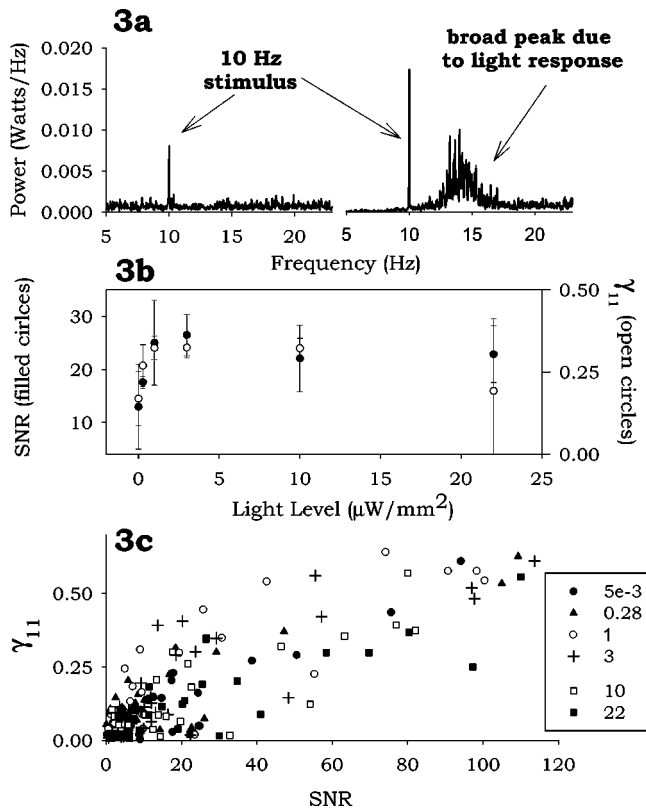 3a
10 Hz
stimulus
broad peak due
to light response
Power (Watts/Hz)
0.020
0.015
0.010
0.005
0.000
5 10 15 20
5 10 15 20
Frequency (Hz)
3b
SNR (filled cirlces)
30
20
10
0.50
0.25
0.00
γ11
(open circles)
0 5 10 15 20 25
Light Level (µW/mm2)
3c
γ11
0.50
0.25
0.00
0 20 40 60 80 100 120
SNR
5e-3
0.28
1
3
10
22